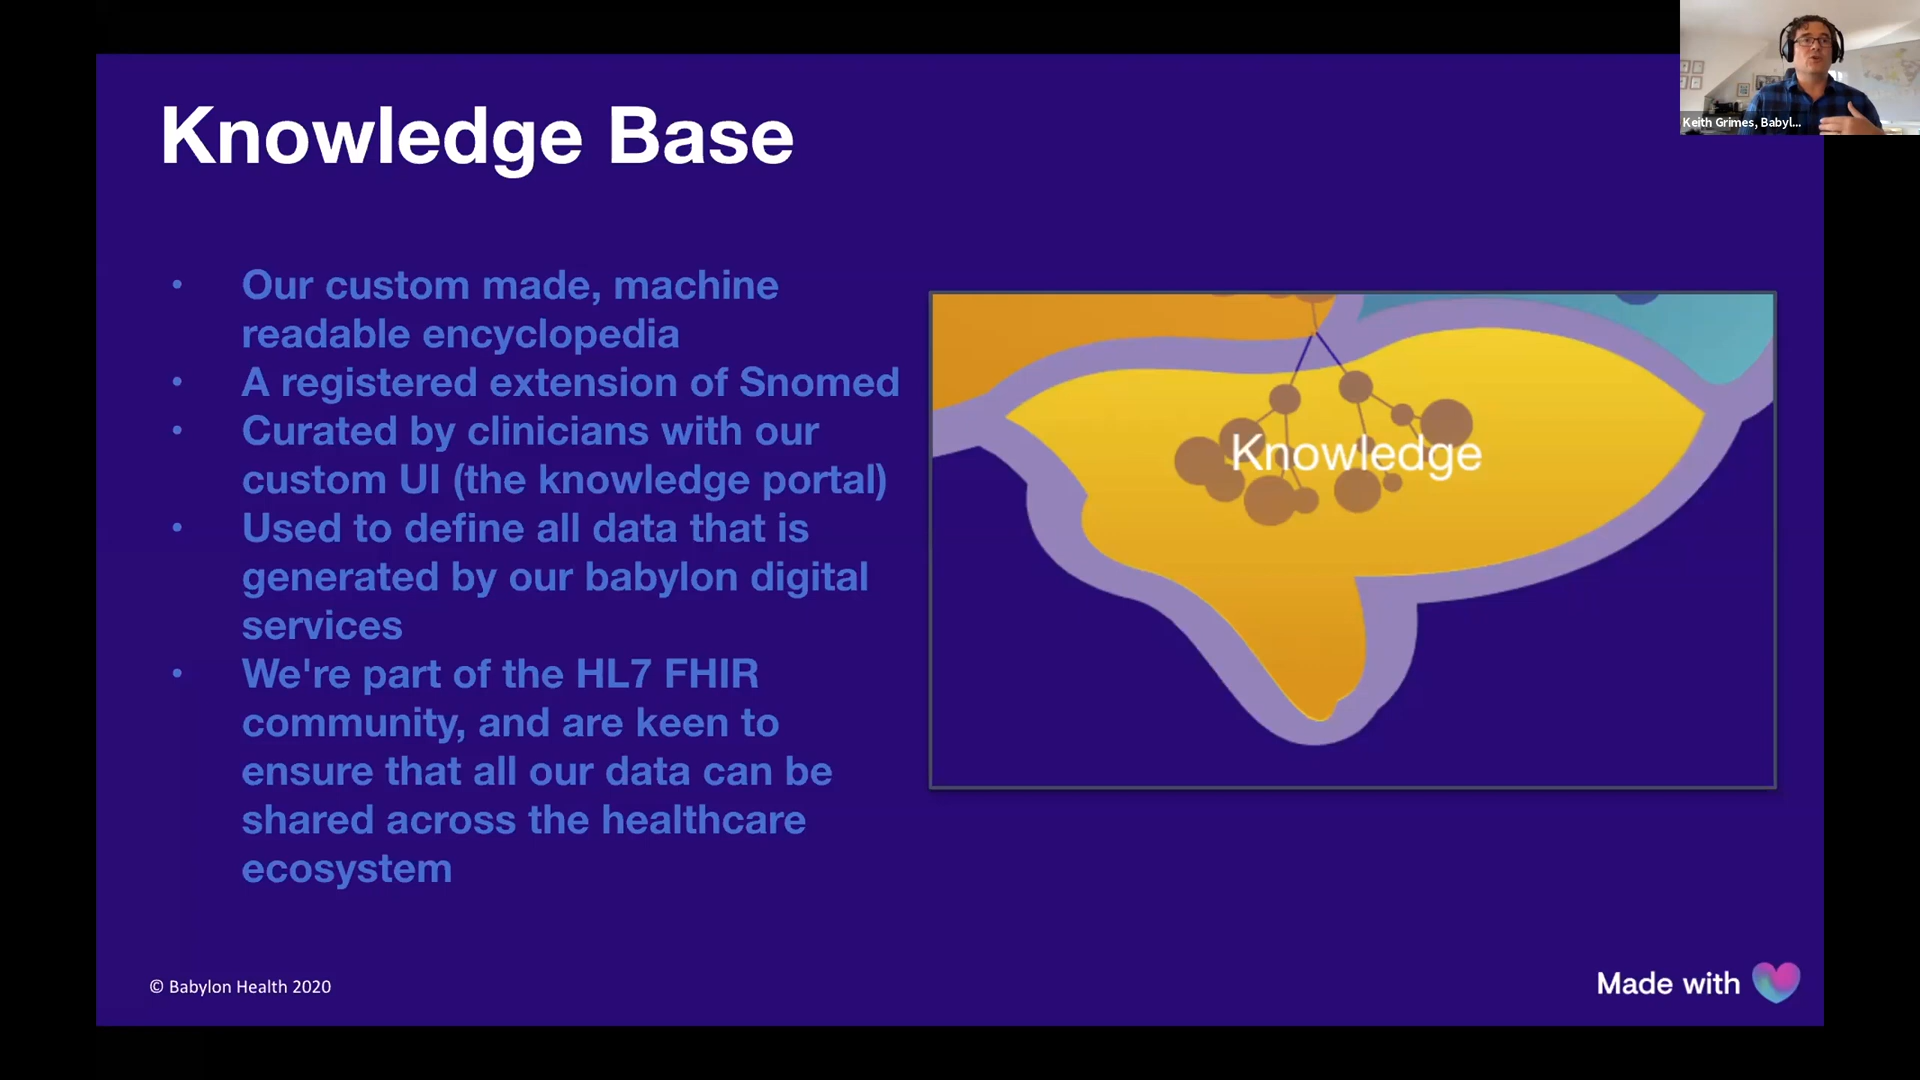 Knowledge Base
Keith Grimes, Babyl...
• Our custom made, machine
readable encyclopedia
• A registered extension of Snomed
• Curated by clinicians with our
custom UI (the knowledge portal)
• Used to define all data that is
generated by our babylon digital
services
• We're part of the HL7 FHIR
community, and are keen to
ensure that all our data can be
shared across the healthcare
ecosystem
Knowledge
© Babylon Health 2020
Made with